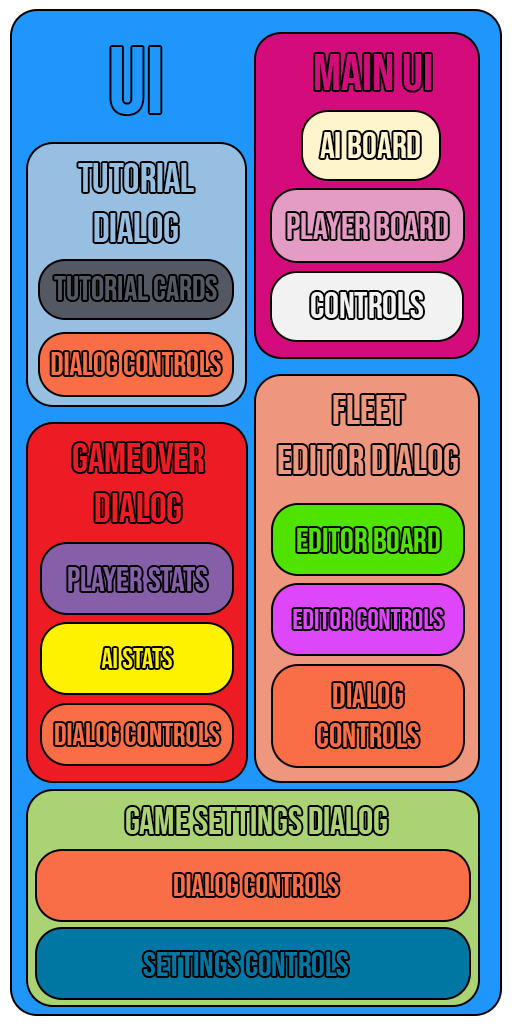 UI
TUTORIAL
DIALOG
TUTORIAL CARDS
DIALOG CONTROLS
MAIN UI
AI BOARD
PLAYER BOARD
CONTROLS
GAMEOVER
DIALOG
PLAYER STATS
AI STATS
DIALOG CONTROLS
FLEET
EDITOR DIALOG
EDITOR BOARD
EDITOR CONTROLS
DIALOG
CONTROLS
GAME SETTINGS DIALOG
DIALOG CONTROLS
SETTINGS CONTROLS